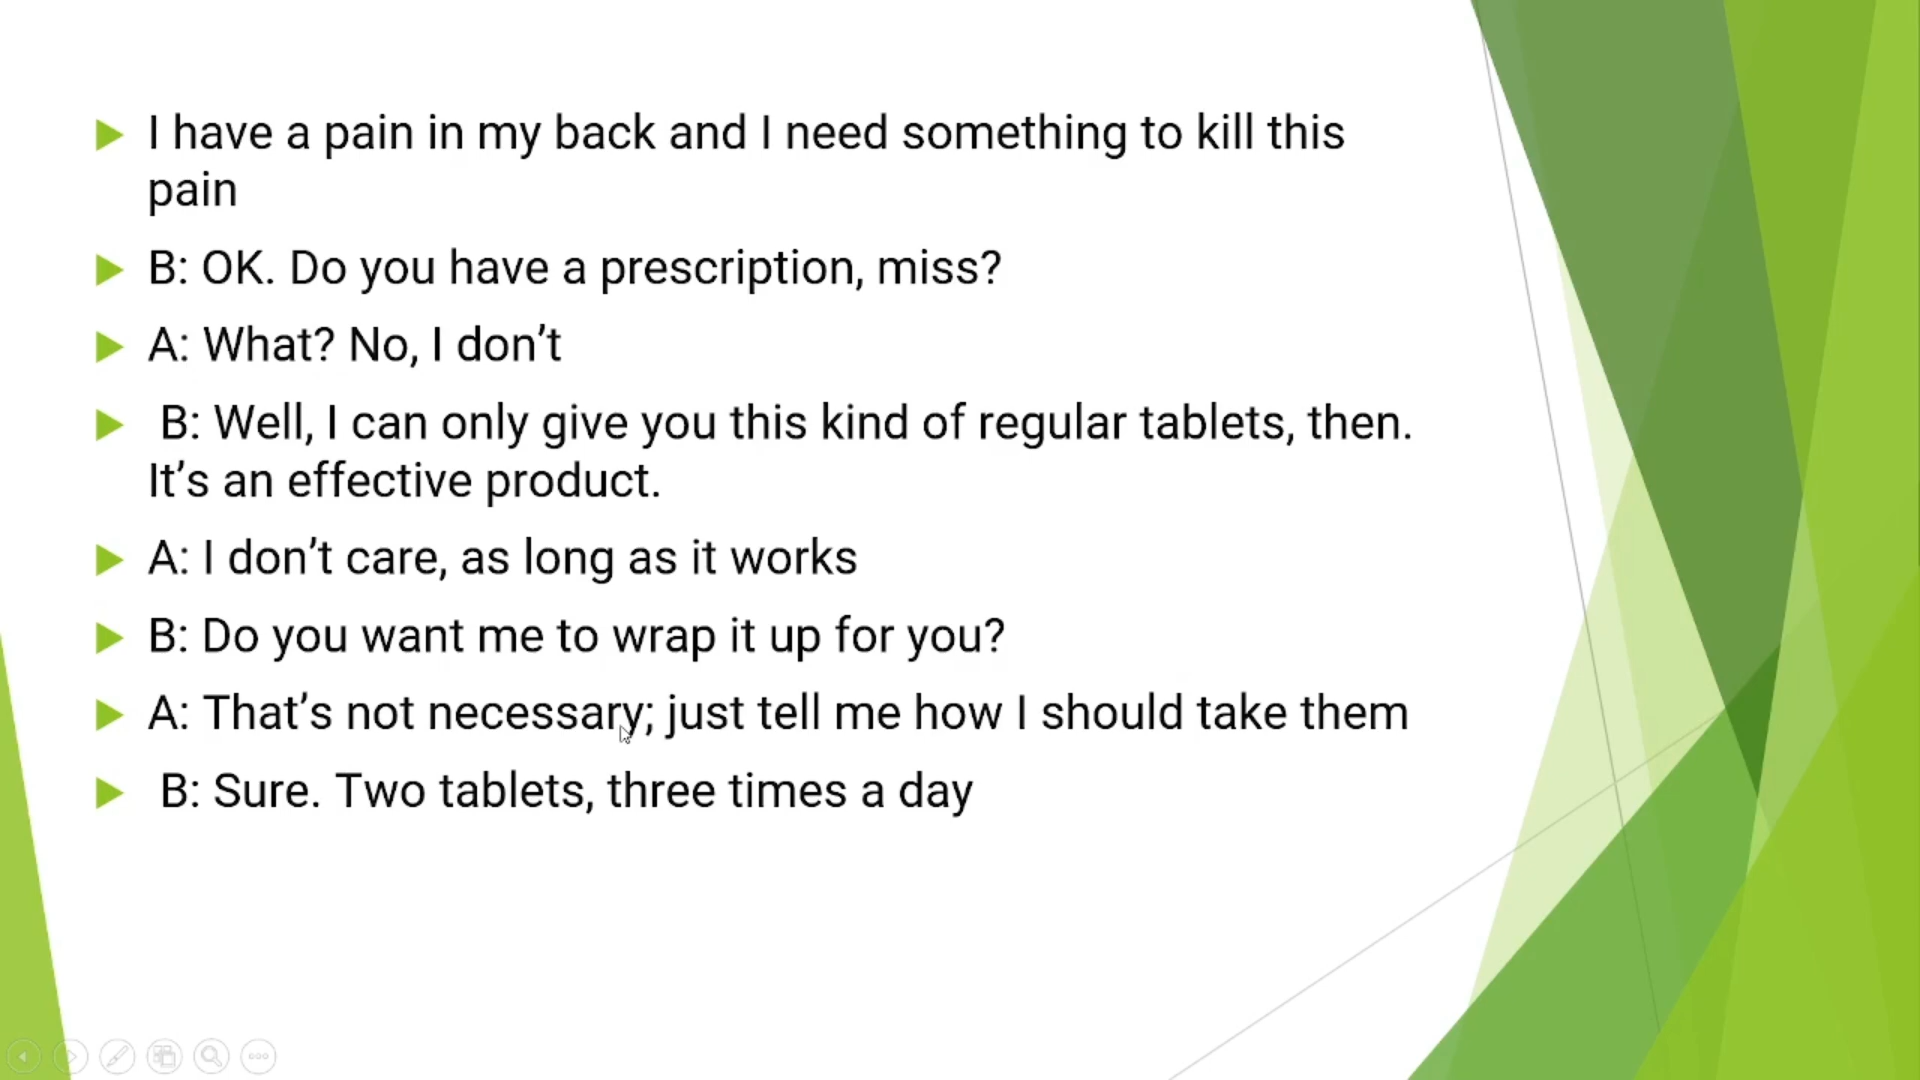 I have a pain in my back and I need something to kill this
pain
B: OK. Do you have a prescription, miss?
A: What? No, I don’t
B: Well, I can only give you this kind of regular tablets, then.
It’s an effective product.
A: I don’t care, as long as it works
B: Do you want me to wrap it up for you?
A: That’s not necessary; just tell me how I should take them
B: Sure. Two tablets, three times a day